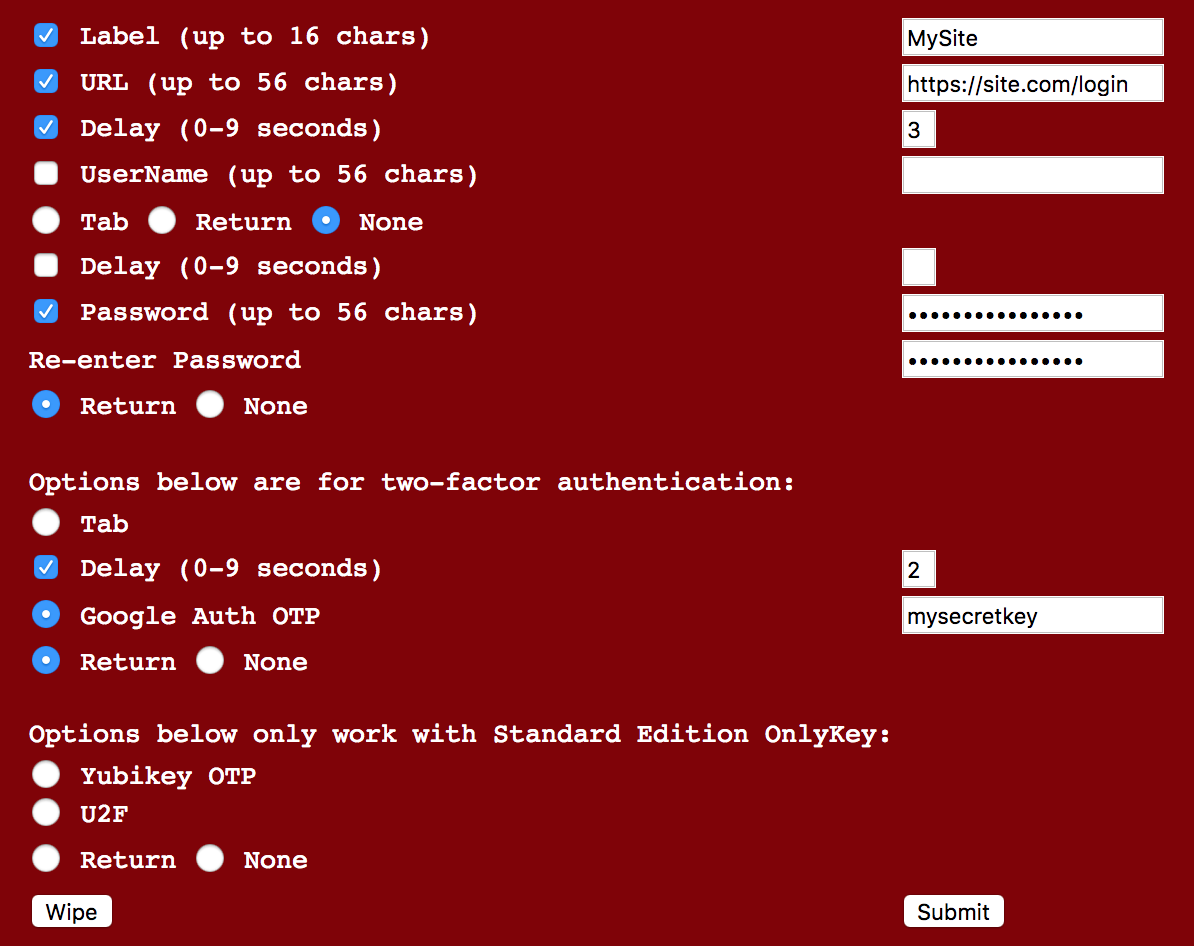 Label (up to 16 chars) MySite
URL (up to 56 chars) https://site.com/login
Delay (0-9 seconds) 3
UserName (up to 56 chars)
Tab Return None
Delay (0-9 seconds)
Password (up to 56 chars) ••••••••••••••••
Re-enter Password ••••••••••••••••
Return None
Options below are for two-factor authentication:
Tab
Delay (0-9 seconds) 2
Google Auth OTP mysecretkey
Return None
Options below only work with Standard Edition OnlyKey:
Yubikey OTP
U2F
Return None
Wipe Submit